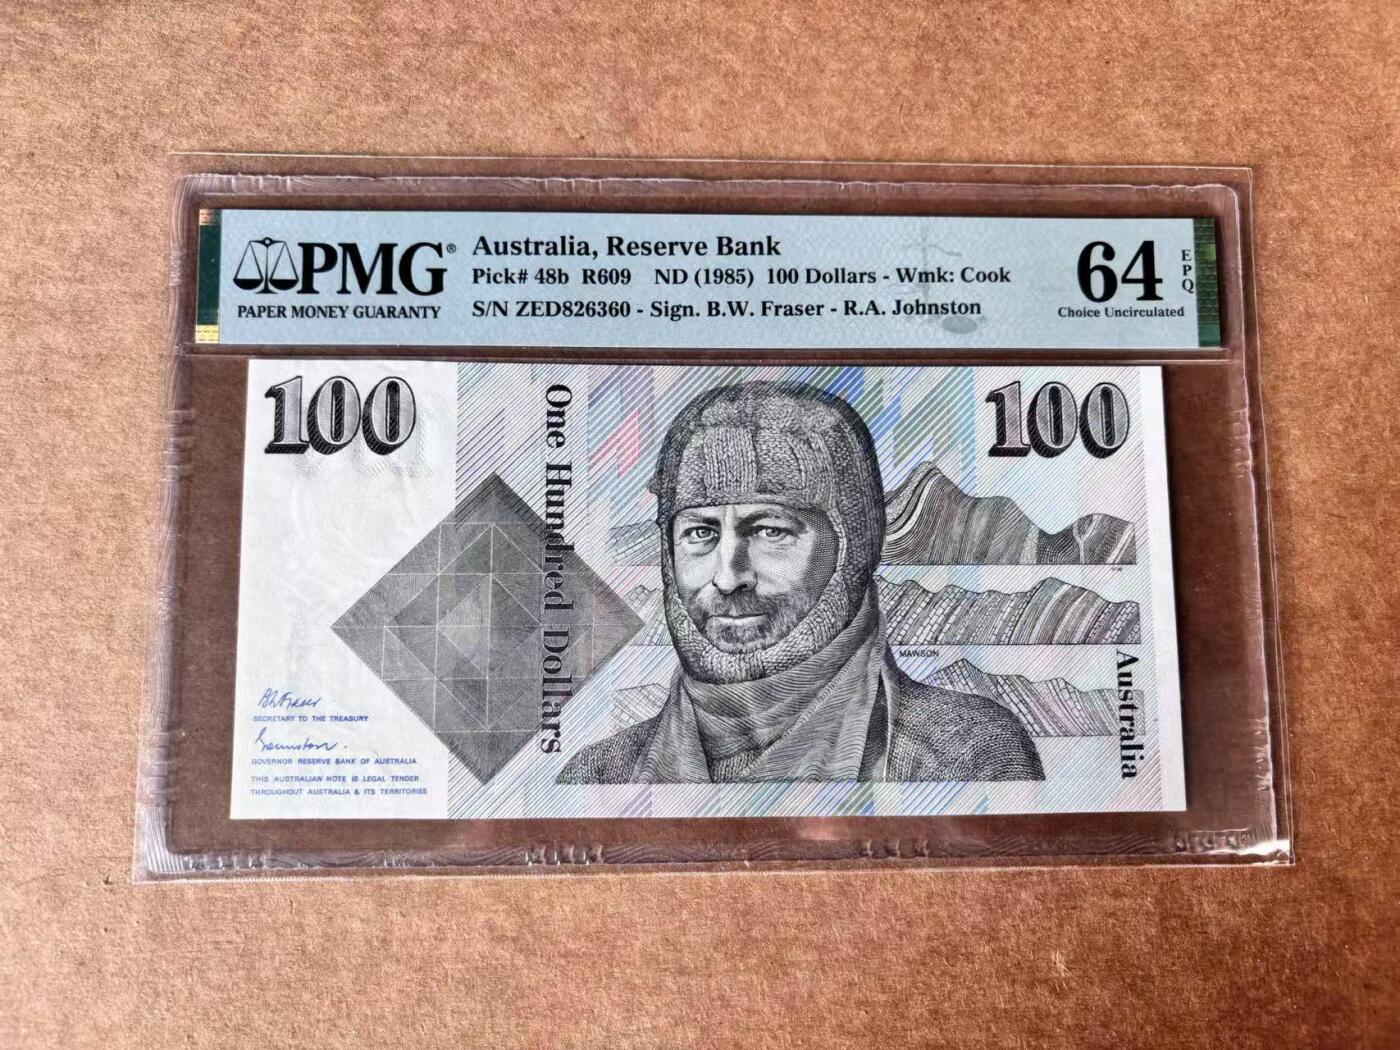 PMG®
PAPER MONEY GUARANTY
Australia, Reserve Bank
Pick# 48b R609 ND (1985) 100 Dollars - Wmk: Cook
S/N ZED826360 - Sign. B.W. Fraser - R.A. Johnston
64
EPQ
Choice Uncirculated
100
100
One Hundred Dollars
MAWSON
Australia
SECRETARY TO THE TREASURY
GOVERNOR RESERVE BANK OF AUSTRALIA
THIS AUSTRALIAN NOTE IS LEGAL TENDER
THROUGHOUT AUSTRALIA & ITS TERRITORIES